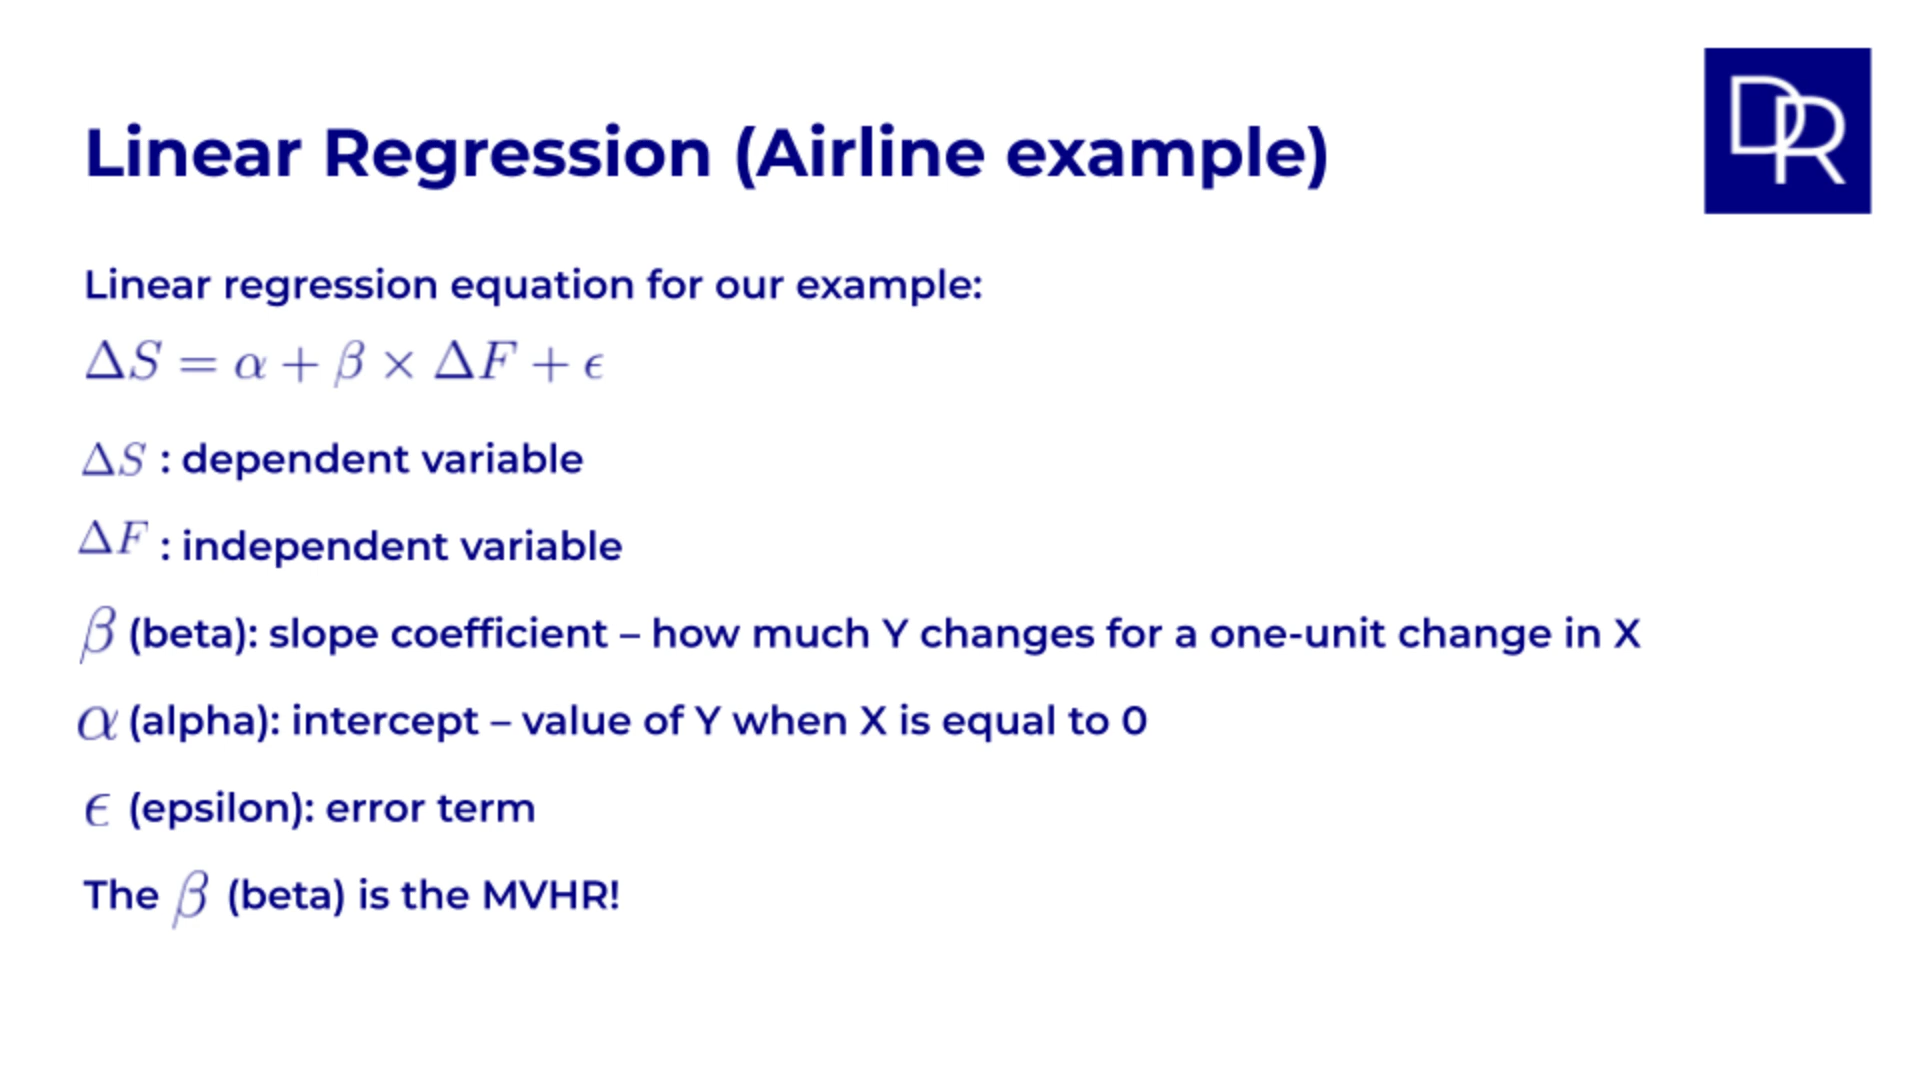 DR
Linear Regression (Airline example)
Linear regression equation for our example:
ΔS = α + β × ΔF + ϵ
ΔS : dependent variable
ΔF : independent variable
β (beta): slope coefficient – how much Y changes for a one-unit change in X
α (alpha): intercept – value of Y when X is equal to 0
ϵ (epsilon): error term
The β (beta) is the MVHR!